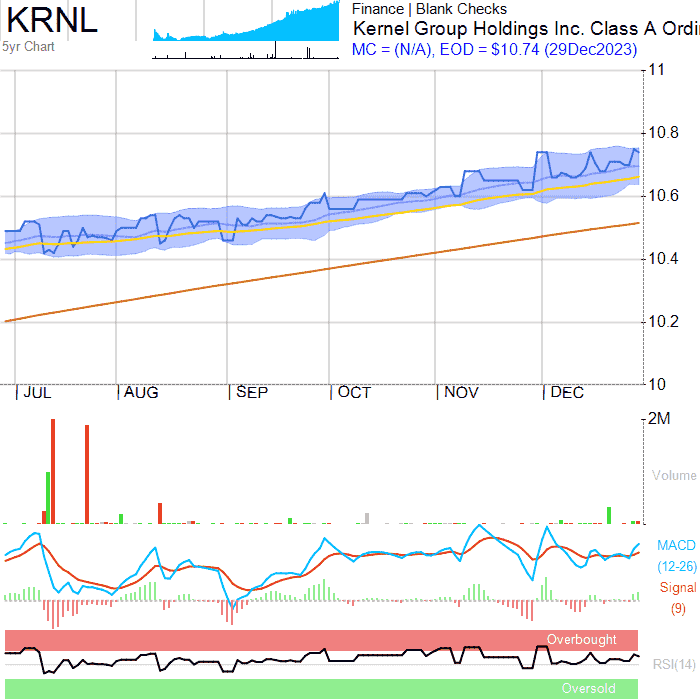 KRNL
5yr Chart
Finance | Blank Checks
Kernel Group Holdings Inc. Class A Ordi
MC = (N/A), EOD = $10.74 (29Dec2023)
11
10.8
10.6
10.4
10.2
10
JUL
AUG
SEP
OCT
NOV
DEC
2M
Volume
MACD
(12-26)
Signal
(9)
Overbought
RSI(14)
Oversold